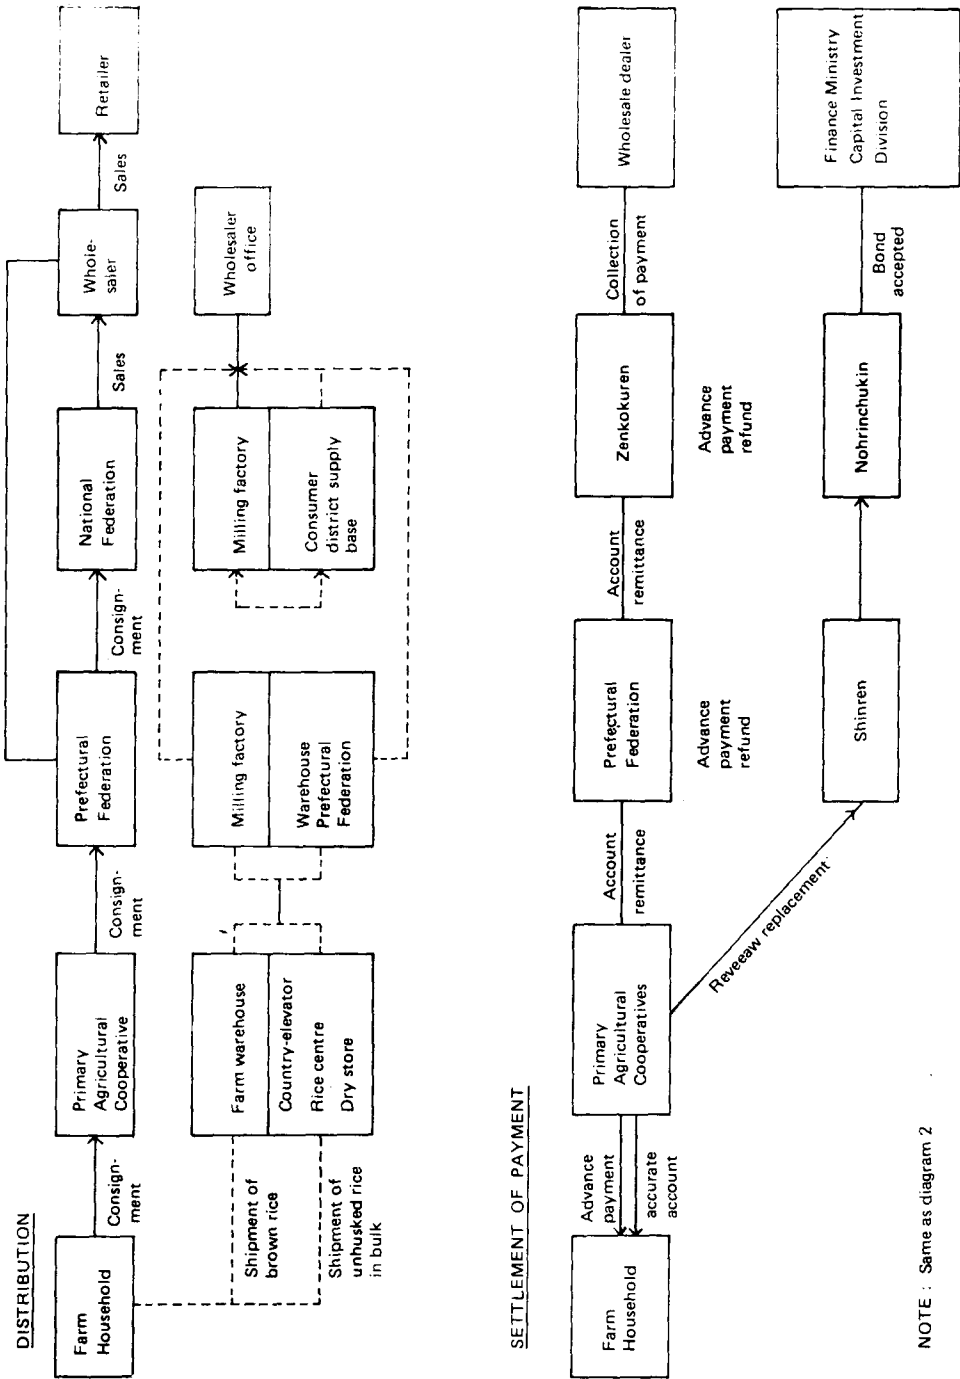 DISTRIBUTION
Farm
Household
Consign-
ment
Primary
Agricultural
Cooperative
Consign-
ment
Prefectural
Federation
Consign-
ment
National
Federation
Sales
Whole-
saier
Sales
Retailer
Shipment of
brown rice
Shipment of
unhusked rice
in bulk
Farm warehouse
Country-elevator
Rice centre
Dry store
Milling factory
Warehouse
Prefectural
Federation
Milling factory
Consumer
district supply
base
Wholesaler
office
SETTLEMENT OF PAYMENT
Farm
Household
Advance
payment
accurate
account
Primary
Agricultural
Cooperatives
Account
remittance
Prefectural
Federation
Advance
payment
refund
Account
remittance
Zenkokuren
Advance
payment
refund
Collection
of payment
Wholesale dealer
Reveeaw replacement
Shinren
Nohrinchukin
Bond
accepted
Finance Ministry
Capital Investment
Division
NOTE : Same as diagram 2